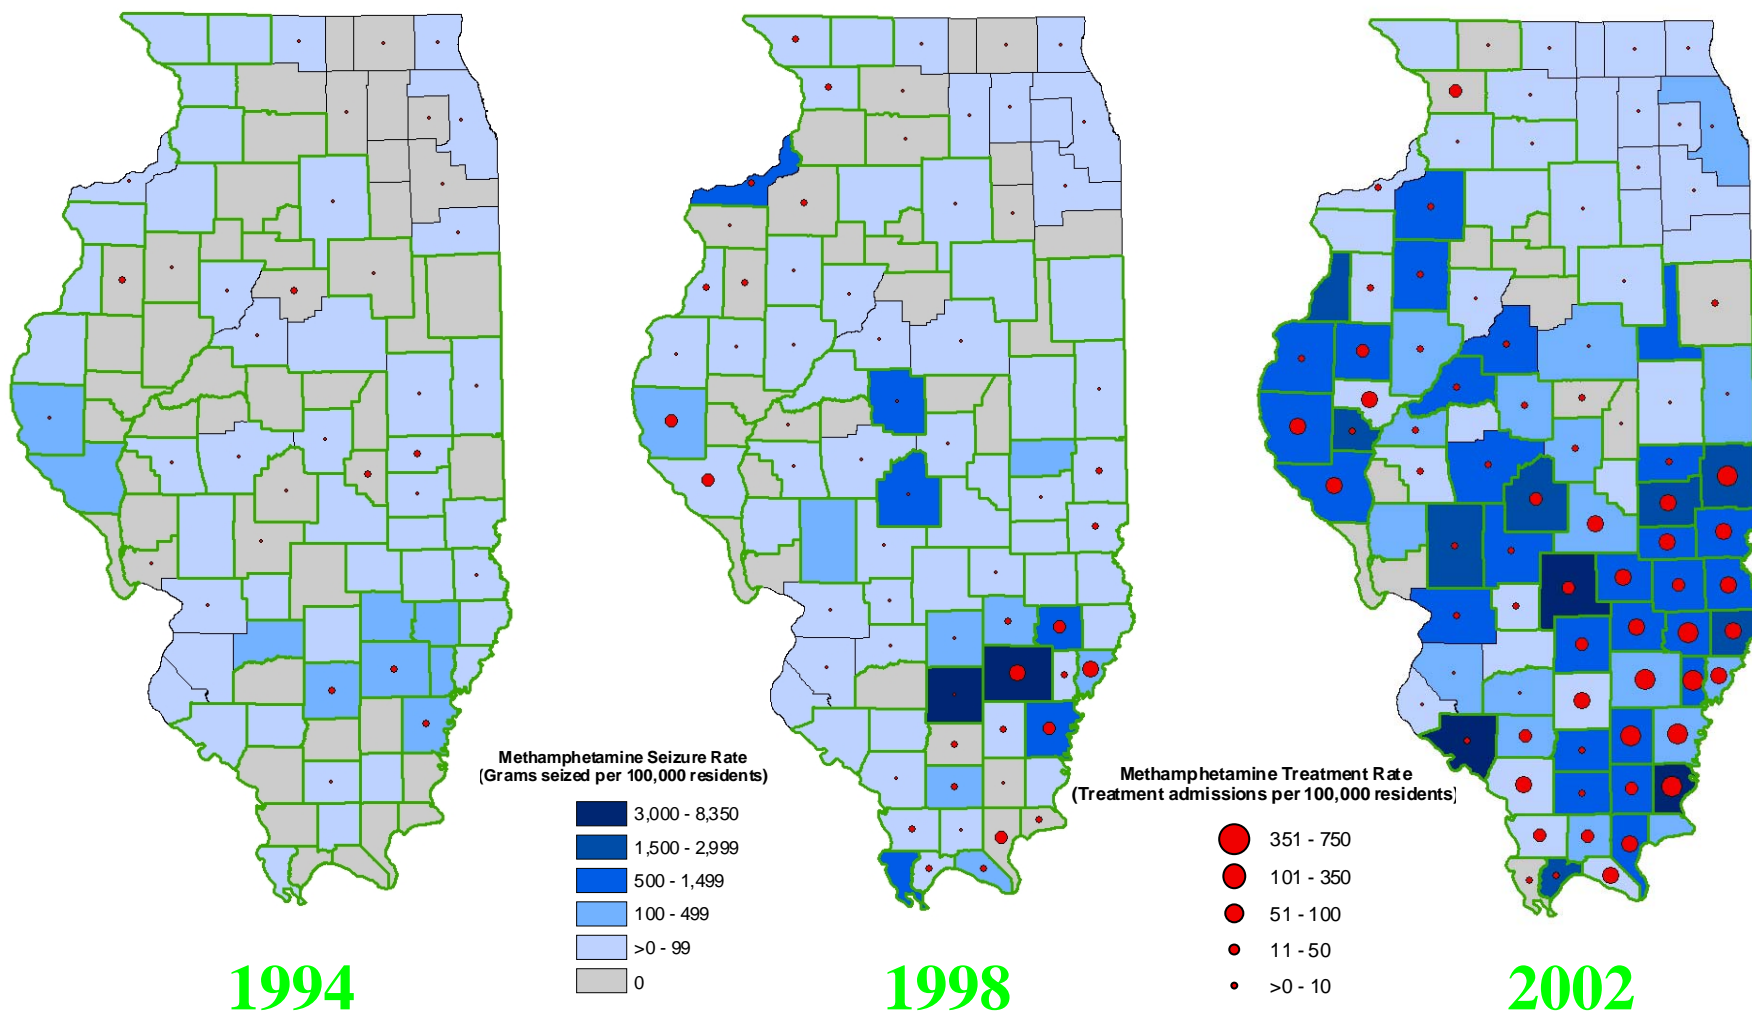 Methamphetamine Seizure Rate
(Grams seized per 100,000 residents)
3,000 - 8,350
1,500 - 2,999
500 - 1,499
100 - 499
>0 - 99
0
Methamphetamine Treatment Rate
(Treatment admissions per 100,000 residents)
351 - 750
101 - 350
51 - 100
11 - 50
>0 - 10
1994
1998
2002